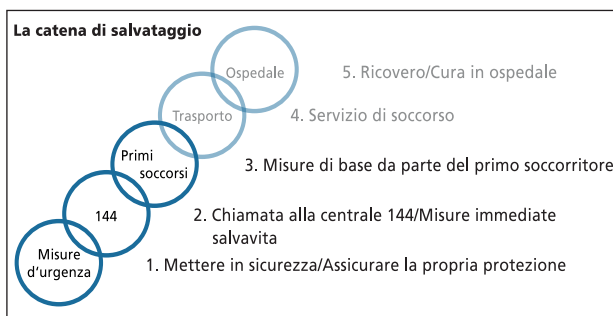 La catena di salvataggio
Ospedale
5. Ricovero/Cura in ospedale
Trasporto
4. Servizio di soccorso
Primi
soccorsi
3. Misure di base da parte del primo soccorritore
144
2. Chiamata alla centrale 144/Misure immediate
salvavita
Misure
d’urgenza
1. Mettere in sicurezza/Assicurare la propria protezione